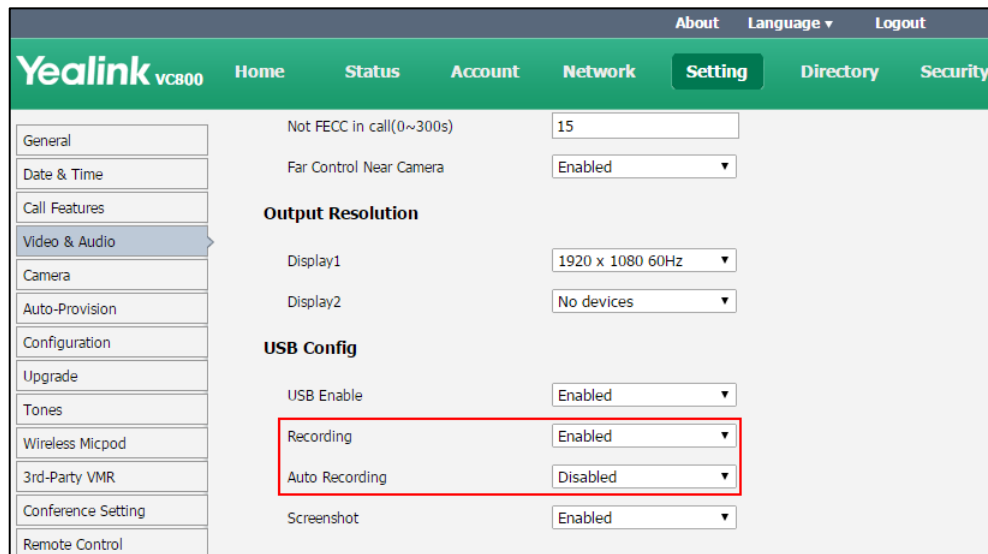 About Language ▾ Logout
Yealink VC800 Home Status Account Network Setting Directory Security
General
Date & Time
Call Features
Video & Audio
Camera
Auto-Provision
Configuration
Upgrade
Tones
Wireless Micpod
3rd-Party VMR
Conference Setting
Remote Control
Not FECC in call(0~300s) 15
Far Control Near Camera Enabled
Output Resolution
Display1 1920 x 1080 60Hz
Display2 No devices
USB Config
USB Enable Enabled
Recording Enabled
Auto Recording Disabled
Screenshot Enabled